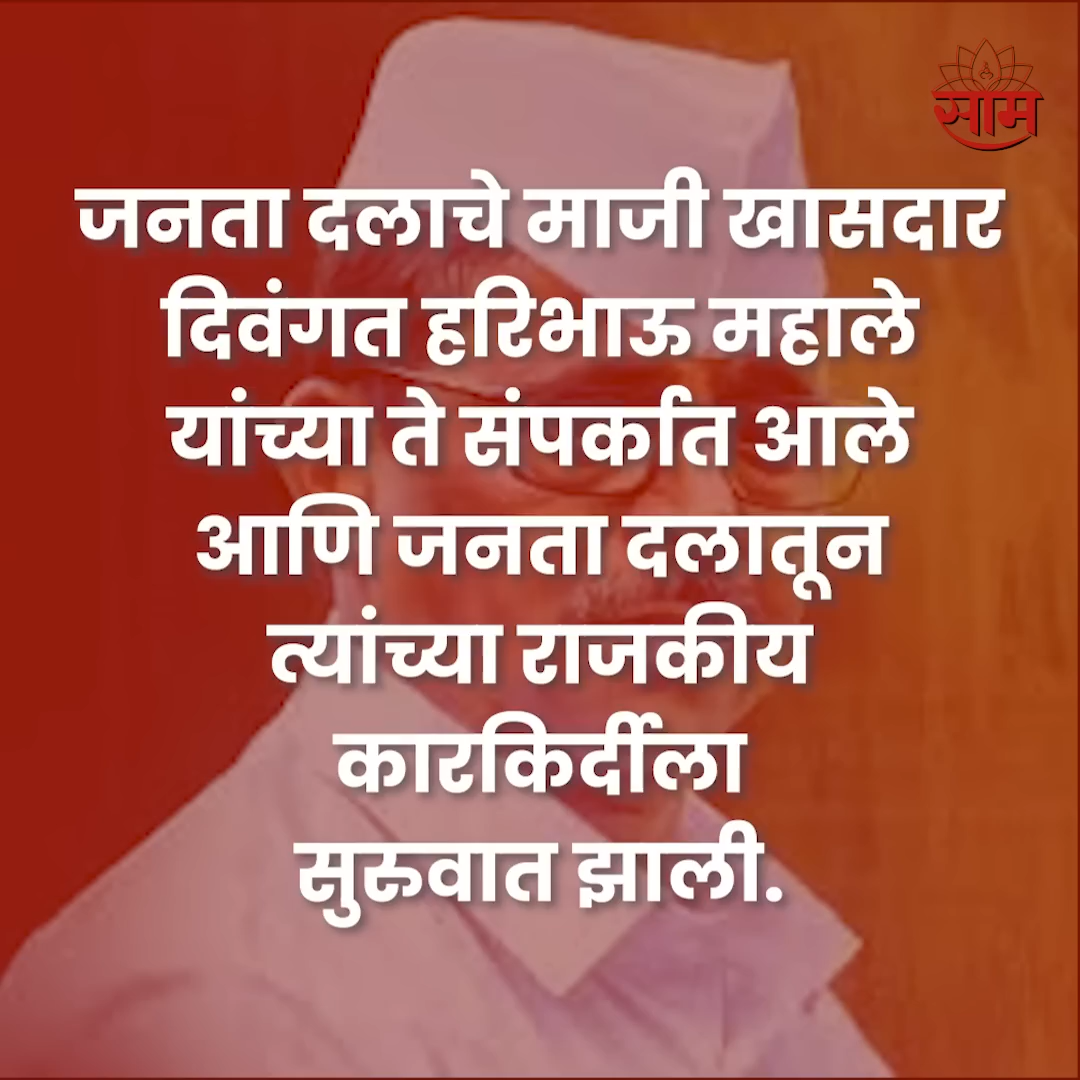 साम
जनता दलाचे माजी खासदार
दिवंगत हरिभाऊ महाले
यांच्या ते संपर्कात आले
आणि जनता दलातून
त्यांच्या राजकीय
कारकिर्दीला
सुरुवात झाली.